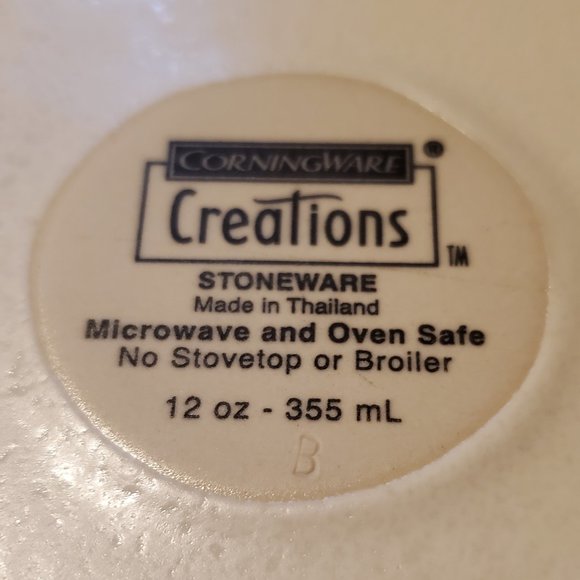 CORNINGWARE ®
Creations ™
STONEWARE
Made in Thailand
Microwave and Oven Safe
No Stovetop or Broiler
12 oz - 355 mL
B